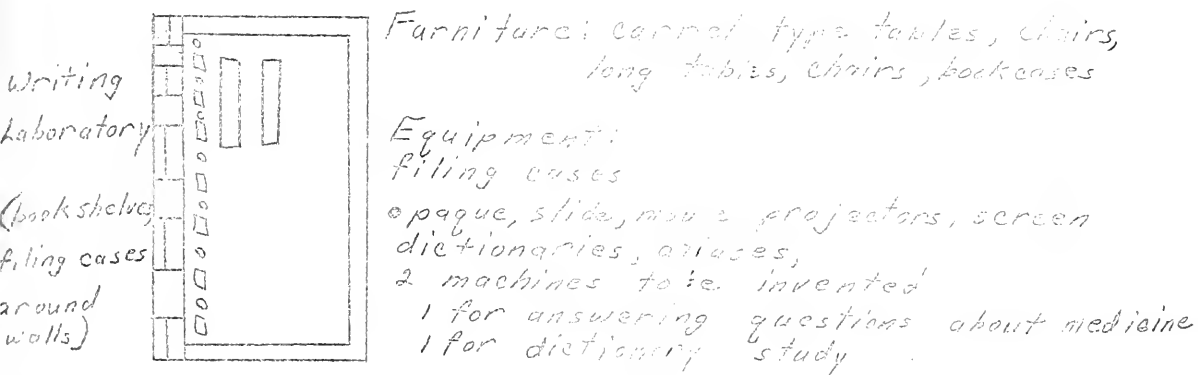 Writing
Laboratory
(bookshelves,
filing cases
around
walls)
Furniture: carrel type tables, chairs,
long tables, chairs, bookcases
Equipment:
filing cases
opaque, slide, movie projectors, screen
dictionaries, atlases,
2 machines to be invented
1 for answering questions about medicine
1 for dictionary study